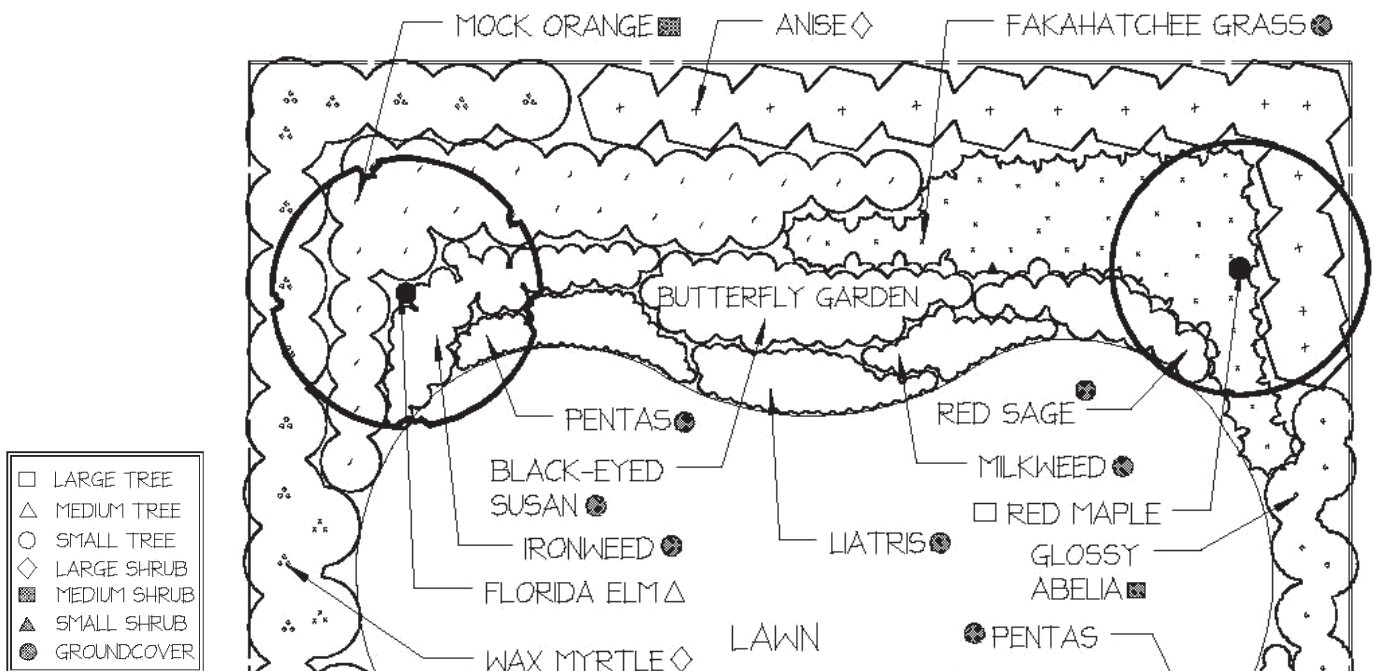 MOCK ORANGE
ANISE
FAKAHATCHEE GRASS
BUTTERFLY GARDEN
PENTAS
RED SAGE
BLACK-EYED
SUSAN
MILKWEED
RED MAPLE
IRONWEED
LIATRIS
GLOSSY
ABELIA
FLORIDA ELM
LAWN
PENTAS
WAX MYRTLE
LARGE TREE
MEDIUM TREE
SMALL TREE
LARGE SHRUB
MEDIUM SHRUB
SMALL SHRUB
GROUNDCOVER